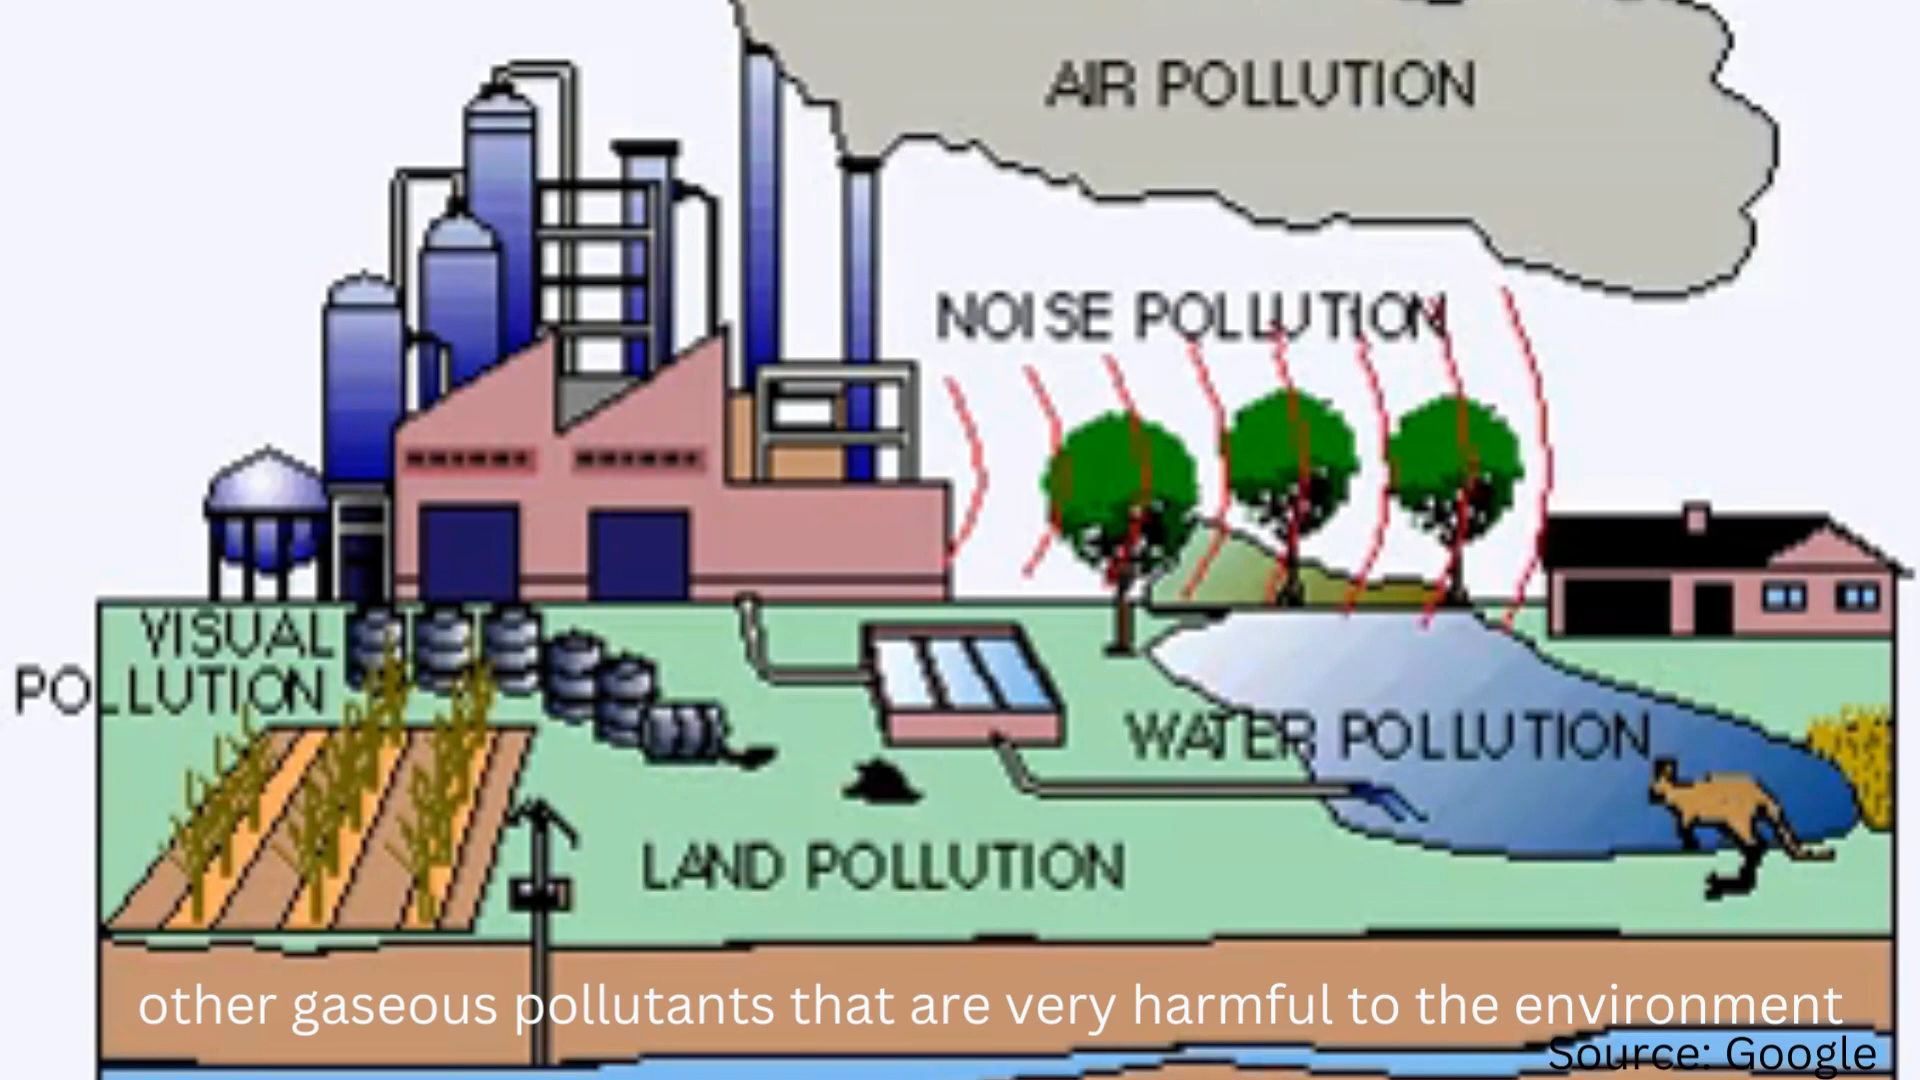 AIR POLLUTION
NOISE POLLUTION
VISUAL
POLLUTION
WATER POLLUTION
LAND POLLUTION
other gaseous pollutants that are very harmful to the environment
Source: Google